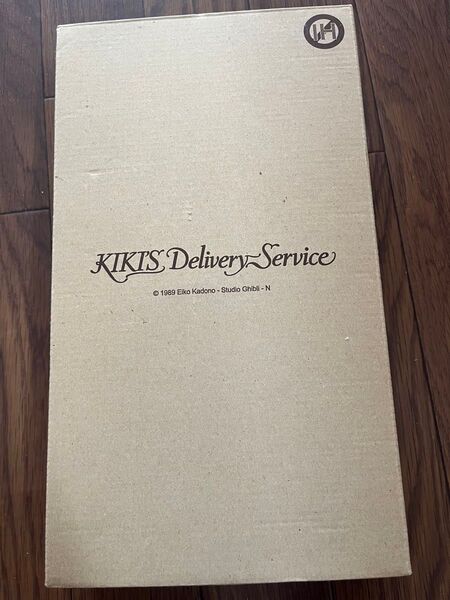 KIKI'S Delivery Service
© 1989 Eiko Kadono - Studio Ghibli - N